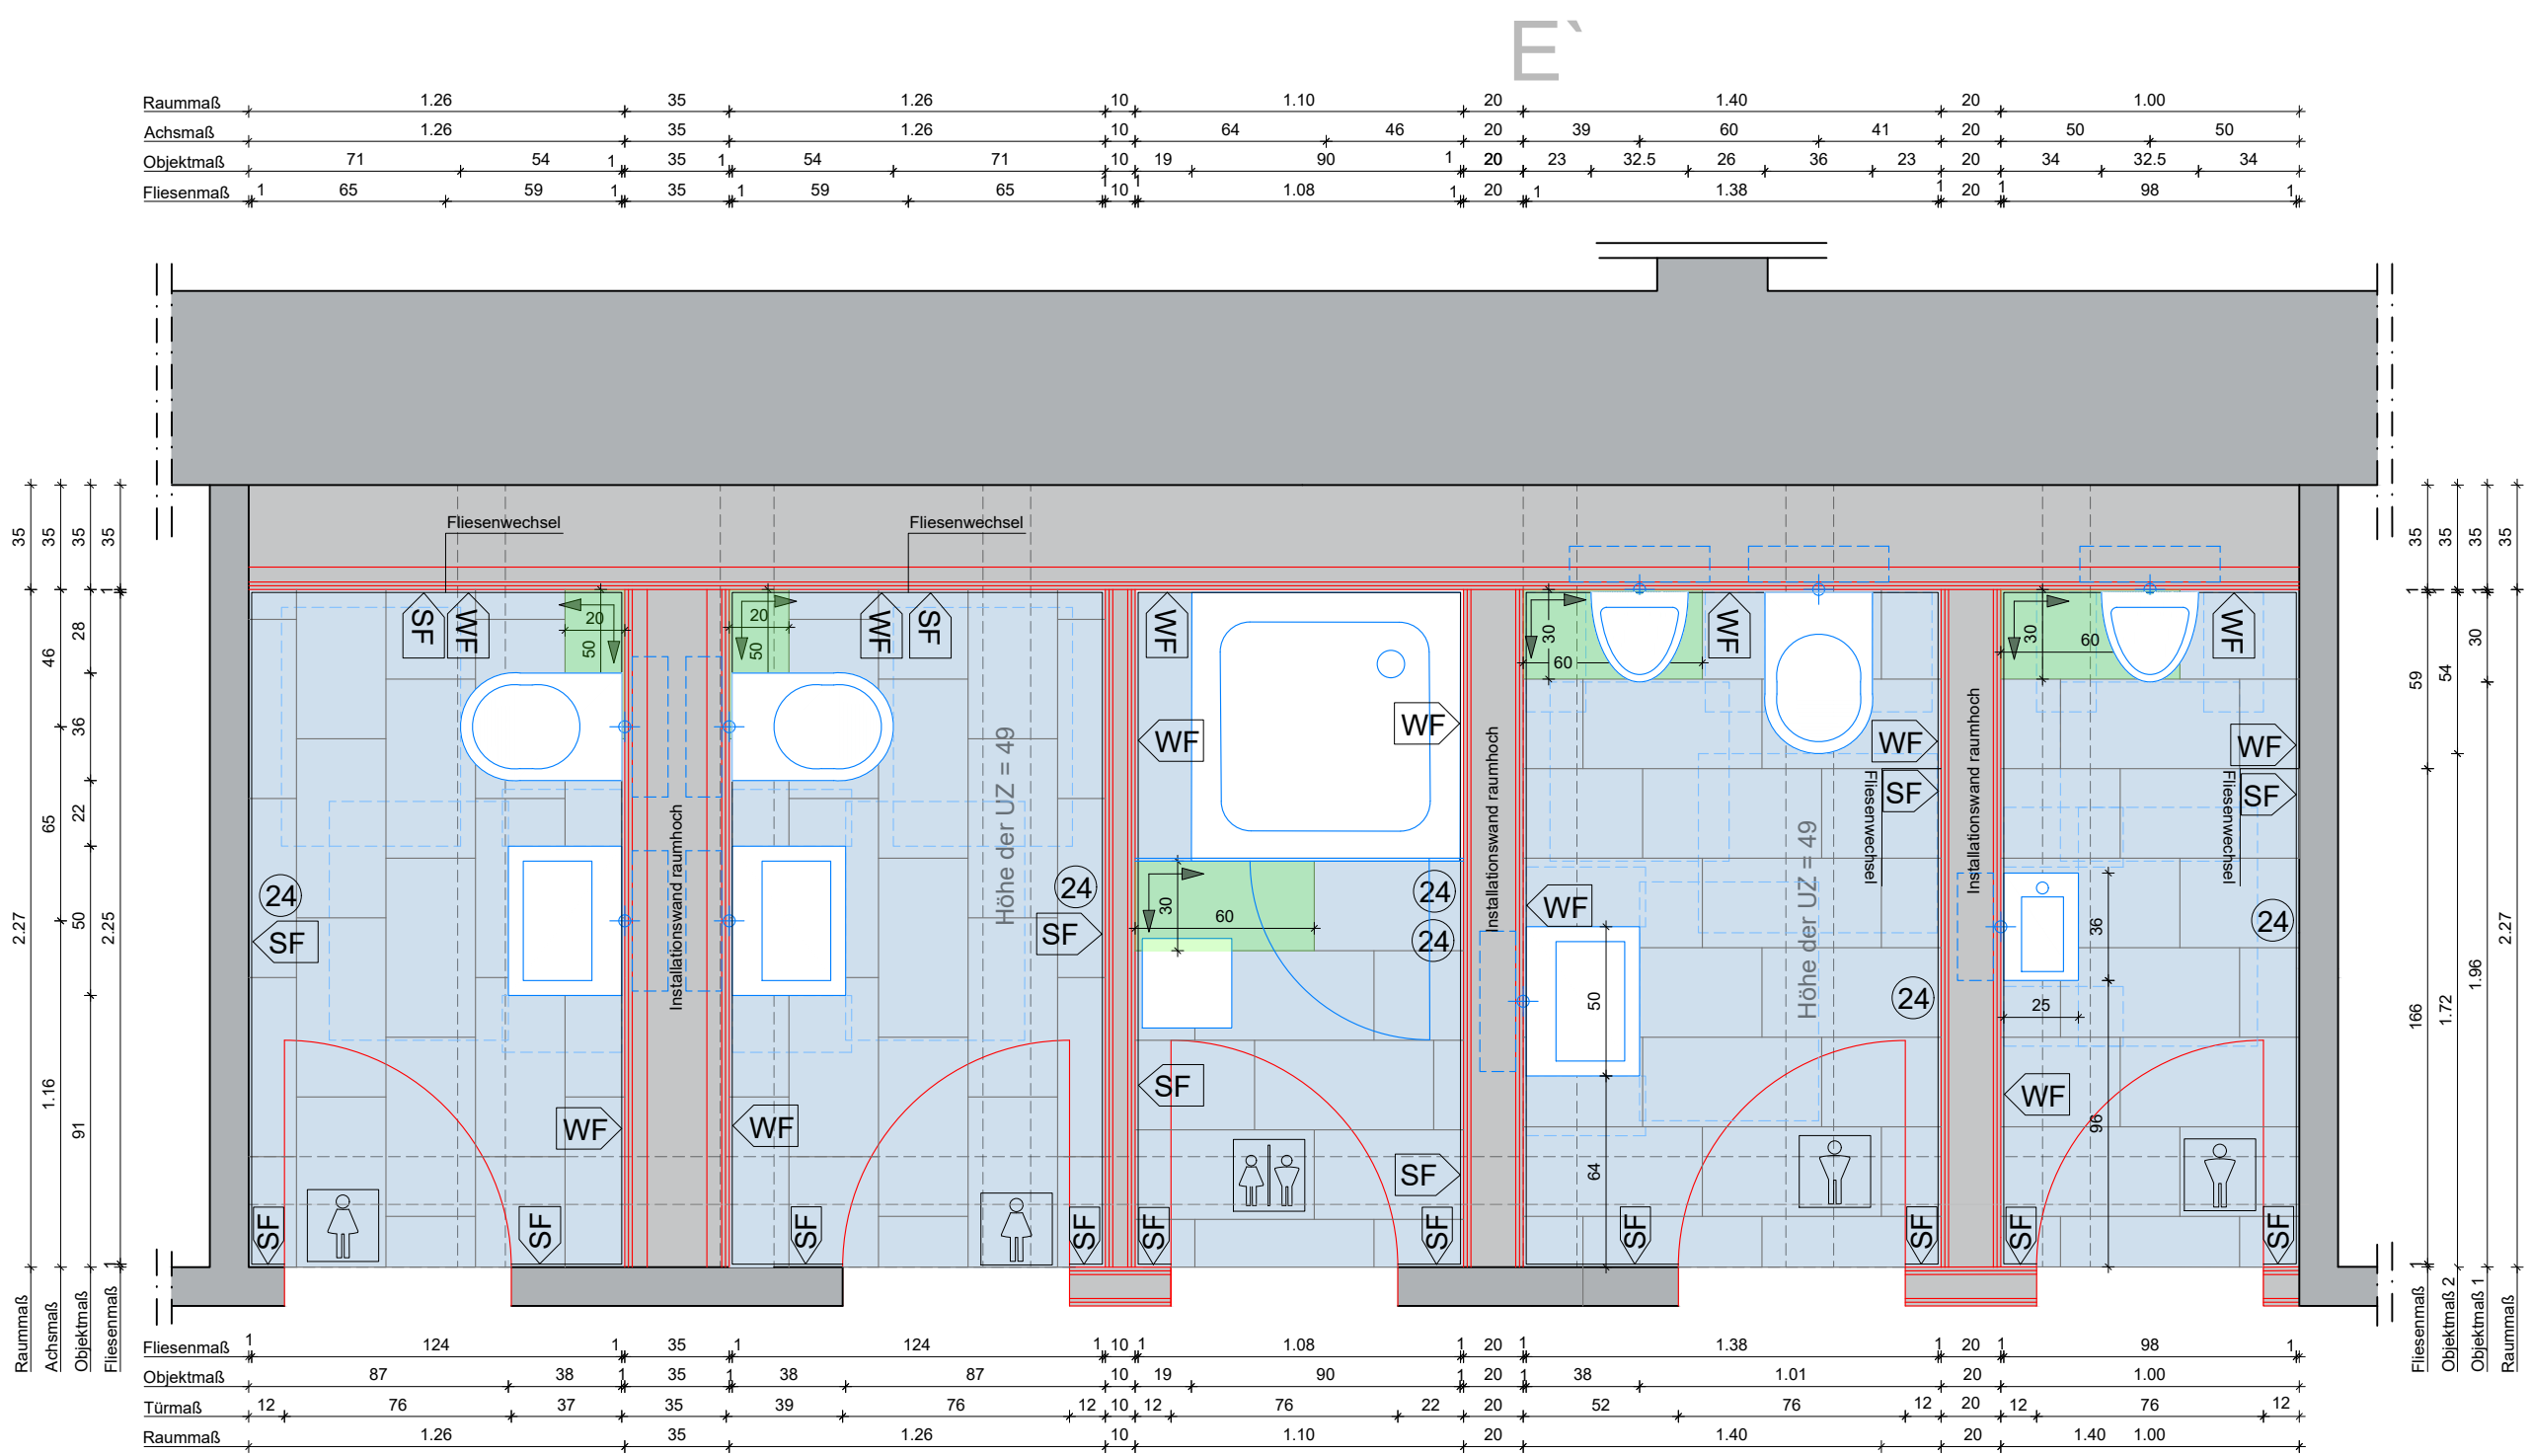 E`
Raummaß 1.26 35 1.26 10 1.10 20 1.40 20 1.00
Achsmaß 1.26 35 1.26 10 64 46 20 39 60 41 20 50 50
Objektmaß 71 54 1 35 1 54 71 10 19 90 1 20 23 32.5 26 36 23 20 34 32.5 34
Fliesenmaß 1 65 59 1 35 1 59 65 1 10 1 1.08 1 20 1 1.38 1 20 1 98 1
Fliesenwechsel
Fliesenwechsel
SF WF 20 50
20 50 WF SF
WF
30 60 WF
30 60 WF
WF WF
WF SF
WF SF
Installationswand raumhoch
Höhe der UZ = 49
Installationswand raumhoch
Höhe der UZ = 49
Fliesenwechsel
Installationswand raumhoch
Fliesenwechsel
24 SF
24 SF
30 60 24
24
WF 50 64
24
36 25 96
24
WF
WF
SF
SF
WF
SF SF
SF SF
SF SF
SF SF
SF SF
Raummaß 2.27 35
Achsmaß 1.16 65 46 35
Objektmaß 91 50 22 36 28 35
Fliesenmaß 1 2.25 1 35
Fliesenmaß 1 166 59 1 35
Objektmaß 2 1.72 54 1 35
Objektmaß 1 1.96 30 1 35
Raummaß 2.27 35
Fliesenmaß 1 124 1 35 1 124 1 10 1 1.08 1 20 1 1.38 1 20 1 98 1
Objektmaß 87 38 1 35 1 38 87 10 19 90 1 20 1 38 1.01 20 1.00
Türmaß 12 76 37 35 39 76 12 10 12 76 22 20 52 76 12 20 12 76 12
Raummaß 1.26 35 1.26 10 1.10 20 1.40 20 1.40 1.00